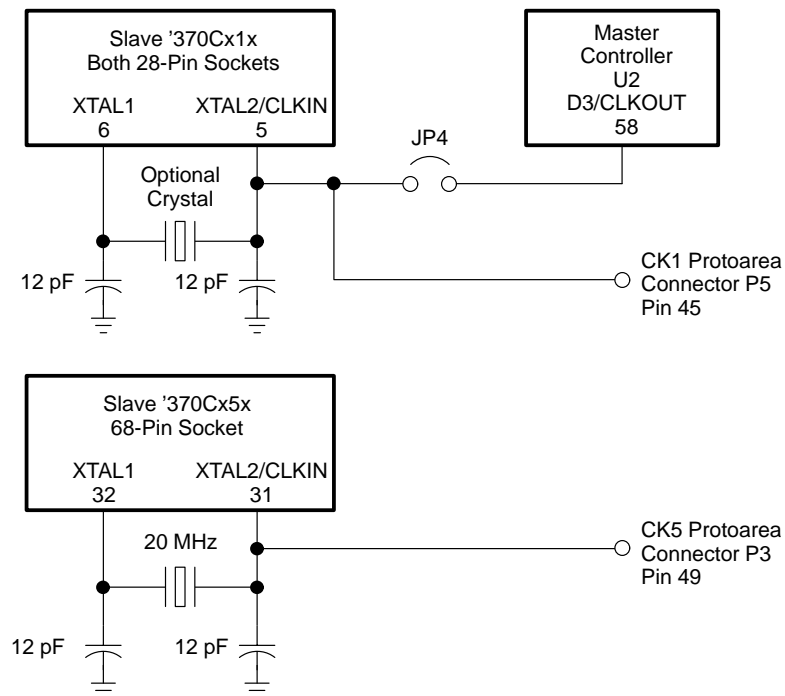 Slave '370Cx1x
Both 28-Pin Sockets
XTAL1
6
XTAL2/CLKIN
5
Master
Controller
U2
D3/CLKOUT
58
JP4
Optional
Crystal
12 pF
12 pF
CK1 Protoarea
Connector P5
Pin 45
Slave '370Cx5x
68-Pin Socket
XTAL1
32
XTAL2/CLKIN
31
20 MHz
12 pF
12 pF
CK5 Protoarea
Connector P3
Pin 49